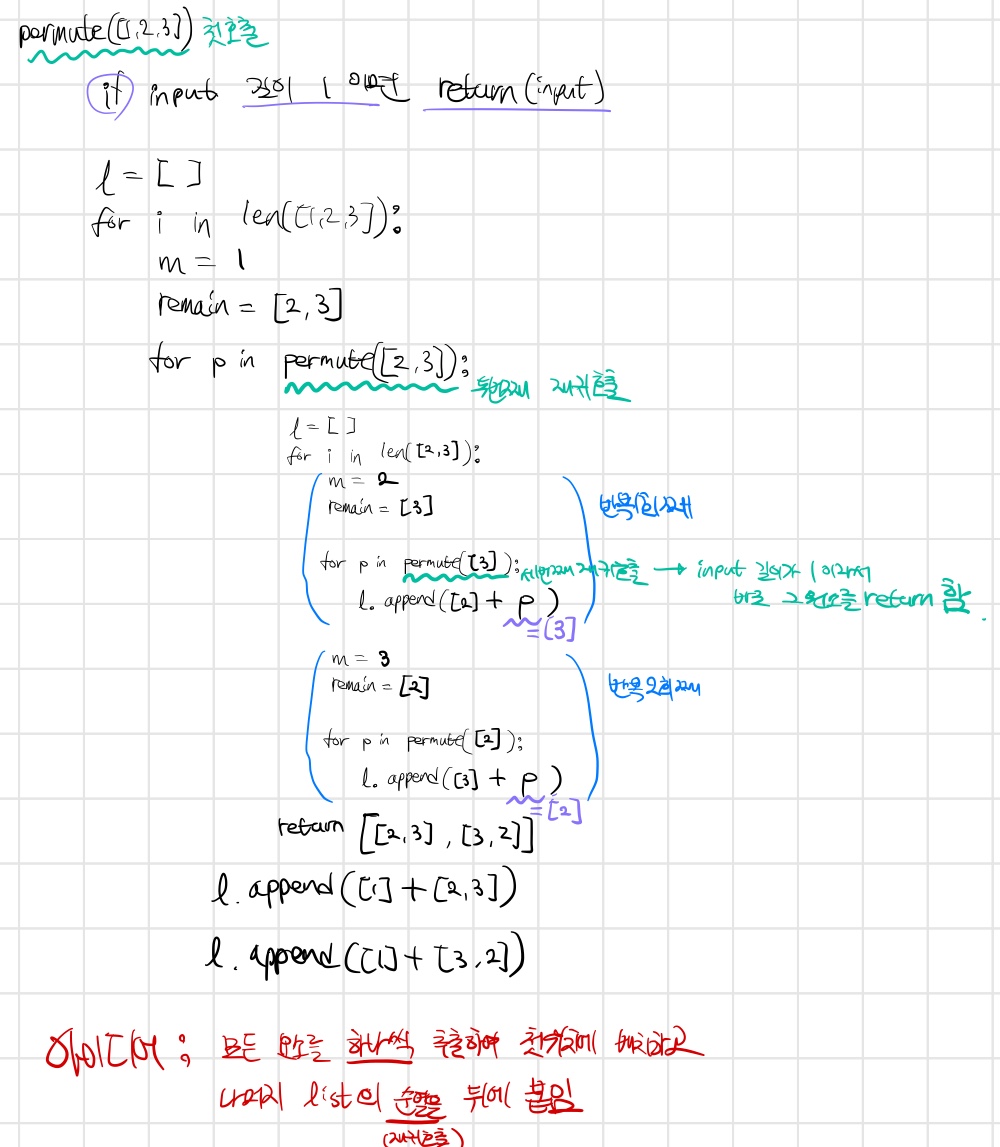 permute([1,2,3]) 첫호출
if input 길이 1 이면 return(input)
l = [ ]
for i in len([1,2,3]):
m = 1
remain = [2,3]
for p in permute([2,3]):
두번째 재귀호출
l = [ ]
for i in len([2,3]):
m = 2
remain = [3]
반복1회째
for p in permute([3]): 세번째 재귀호출 → input 길이가 1 이라서
l. append([2] + p ) 바로 그 원소를 return 함.
= [3]
m = 3
remain = [2]
반복2회째
for p in permute([2]):
l. append([3] + p )
= [2]
return [[2,3] , [3,2]]
l. append([1] + [2,3])
l. append([1] + [3,2])
아이디어 : 모든 요소를 하나씩 추출하여 첫위치에 배치하고
나머지 list의 순열을 뒤에 붙임
(재귀호출)